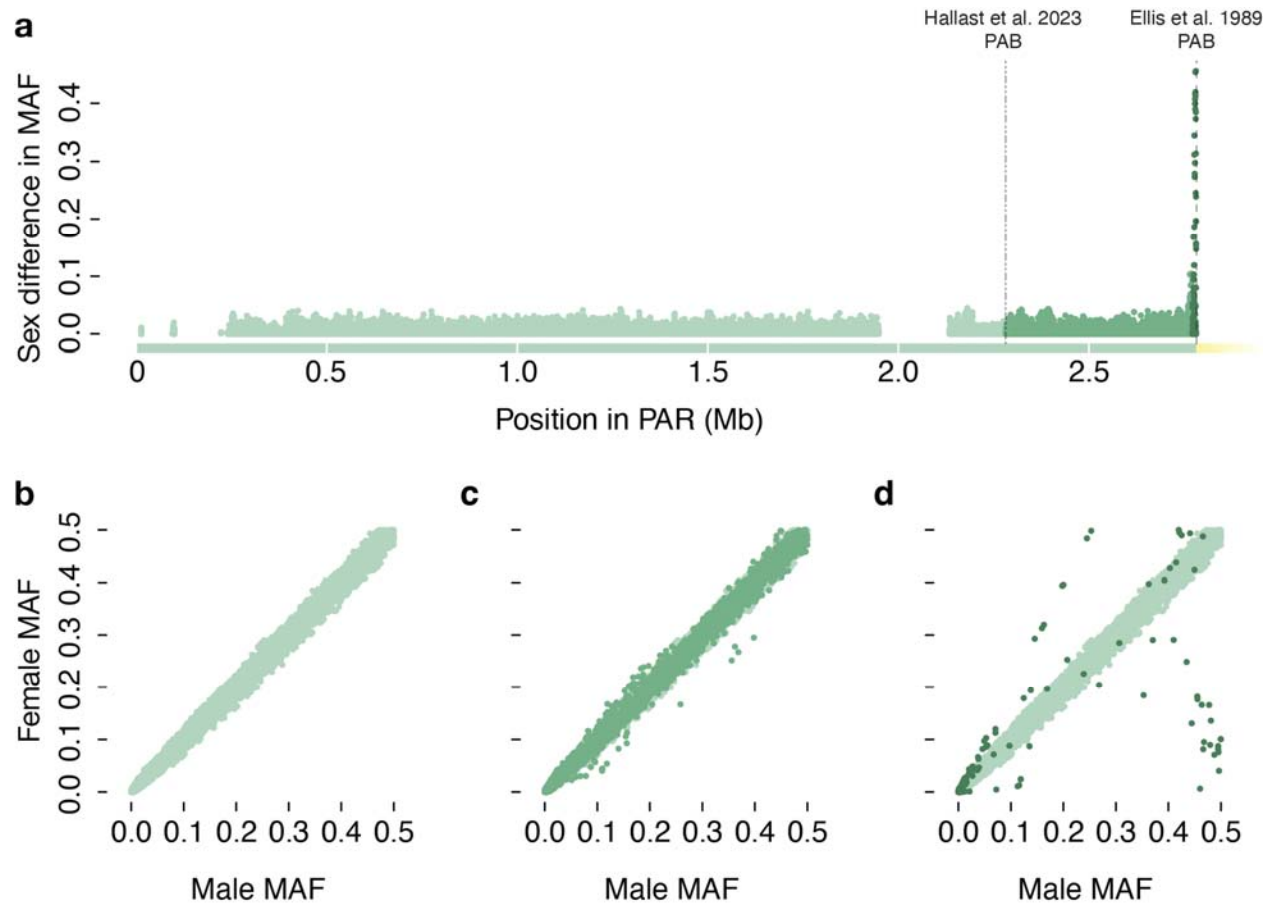 a
Hallast et al. 2023
PAB
Ellis et al. 1989
PAB
Sex difference in MAF
0.4
0.3
0.2
0.1
0.0
0 0.5 1.0 1.5 2.0 2.5
Position in PAR (Mb)
b
c
d
Female MAF
0.5
0.4
0.3
0.2
0.1
0.0
0.0 0.1 0.2 0.3 0.4 0.5
0.0 0.1 0.2 0.3 0.4 0.5
0.0 0.1 0.2 0.3 0.4 0.5
Male MAF
Male MAF
Male MAF